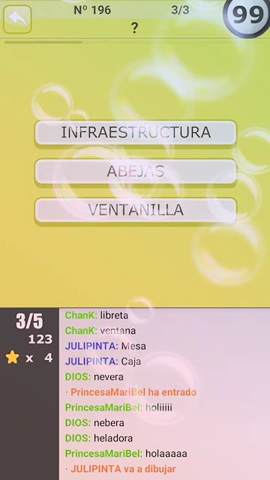 Nº 196 3/3 99
?
INFRAESTRUCTURA
ABEJAS
VENTANILLA
3/5
123
x 4
ChanK: libreta
ChanK: ventana
JULIPINTA: Mesa
JULIPINTA: Caja
DIOS: nevera
· PrincesaMariBel ha entrado
PrincesaMariBel: holiiiii
DIOS: nebera
DIOS: heladora
PrincesaMariBel: holaaaaa
· JULIPINTA va a dibujar